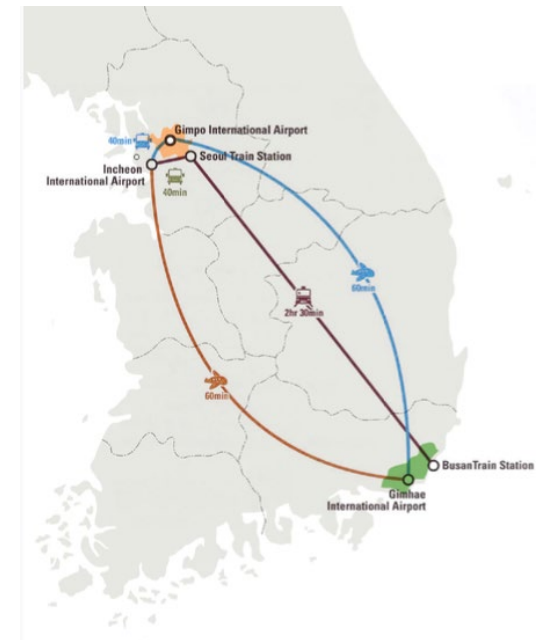 Gimpo International Airport
40min
Seoul Train Station
Incheon
International Airport
40min
60min
2hr 30min
60min
BusanTrain Station
Gimhae
International Airport